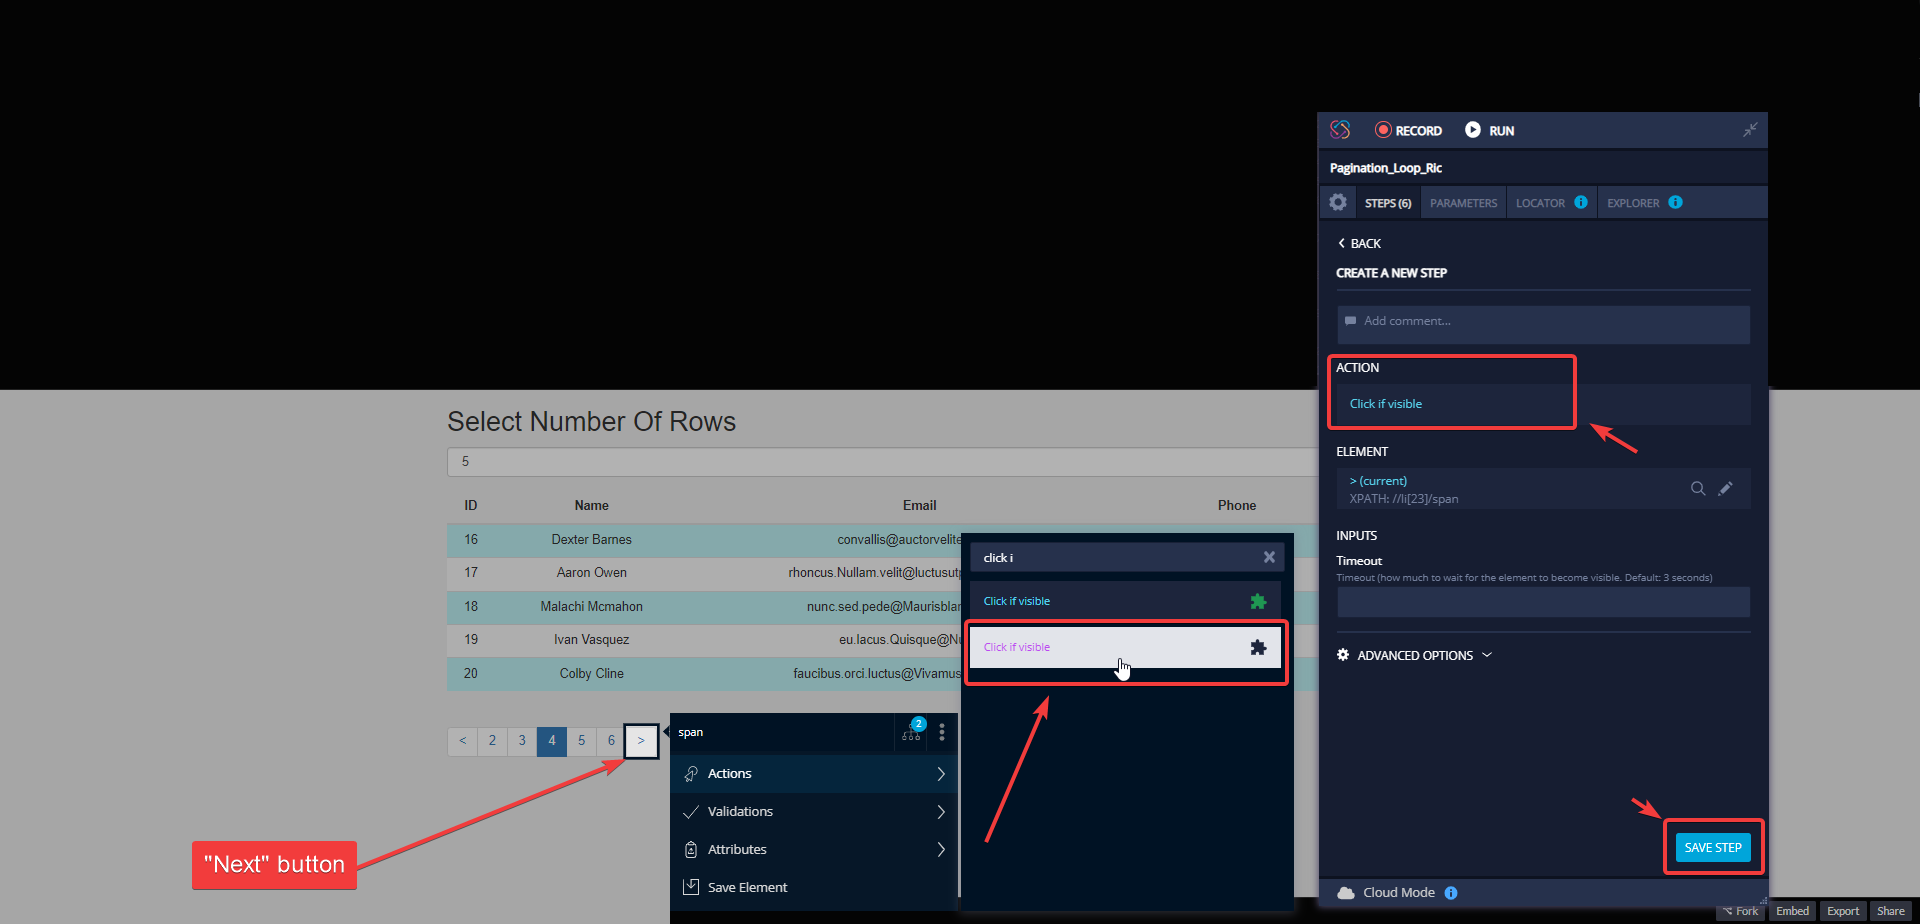 RECORD
RUN
Pagination_Loop_Ric
STEPS (6)
PARAMETERS
LOCATOR
EXPLORER
BACK
CREATE A NEW STEP
Add comment...
ACTION
Click if visible
ELEMENT
> (current)
XPATH: //li[23]/span
INPUTS
Timeout
Timeout (how much to wait for the element to become visible. Default: 3 seconds)
ADVANCED OPTIONS
SAVE STEP
Cloud Mode
Fork Embed Export Share
Select Number Of Rows
5
ID Name Email Phone
16 Dexter Barnes convallis@auctorvelite
17 Aaron Owen rhoncus.Nullam.velit@luctusutp
18 Malachi Mcmahon nunc.sed.pede@Maurisblan
19 Ivan Vasquez eu.lacus.Quisque@Nu
20 Colby Cline faucibus.orci.luctus@Vivamus
< 2 3 4 5 6 >
click i
Click if visible
Click if visible
span
2
Actions
Validations
Attributes
Save Element
"Next" button